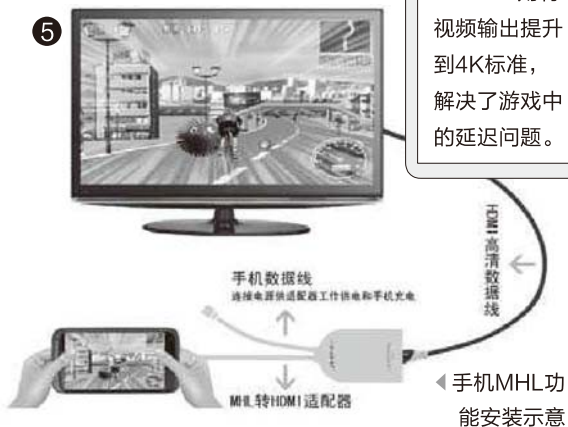 ❺
视频输出提升
到4K标准，
解决了游戏中
的延迟问题。
HDMI高清数据线
手机数据线
连接电源供适配器工作供电和手机充电
MHL转HDMI适配器
◀手机MHL功
能安装示意